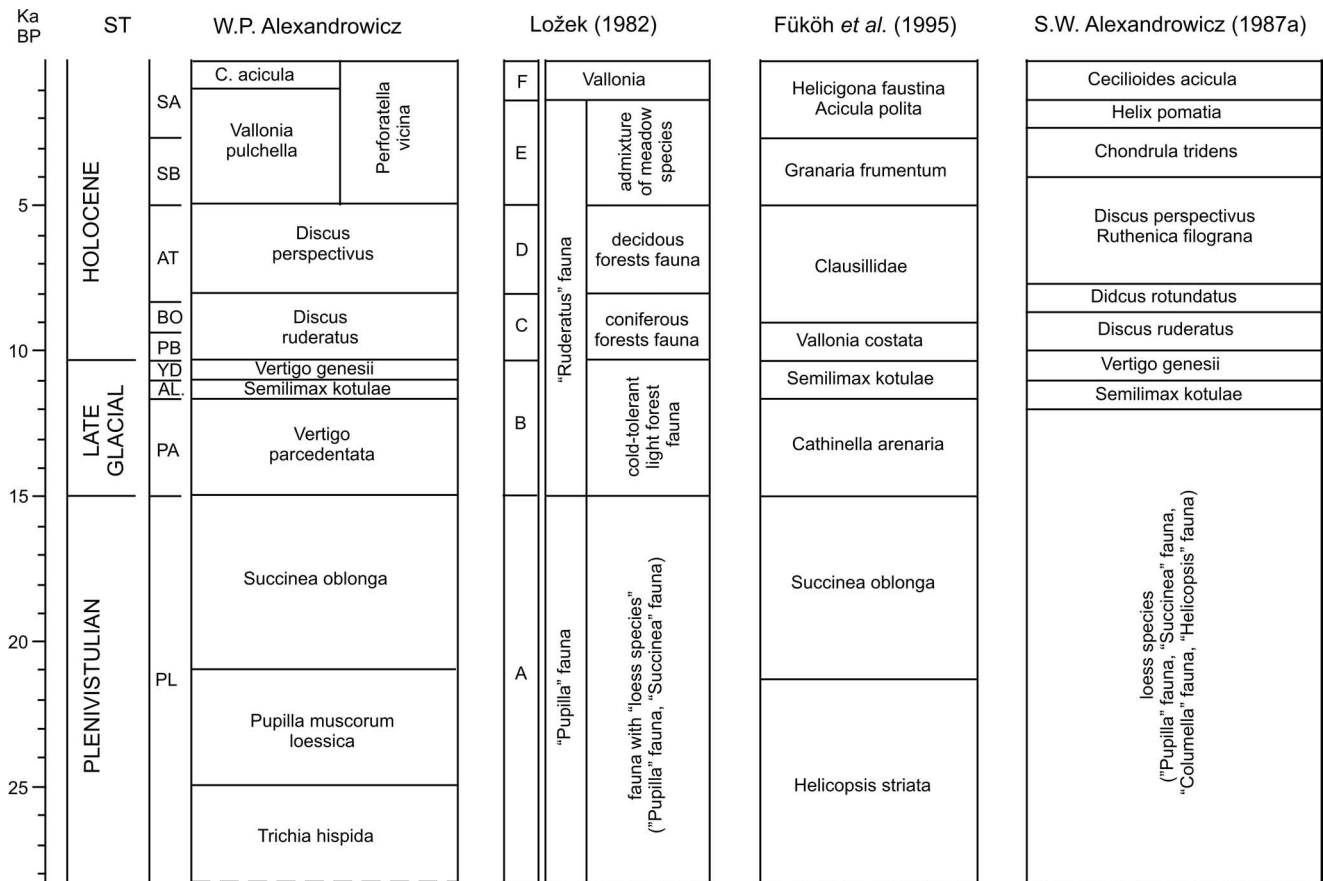 Ka
BP
ST
W.P. Alexandrowicz
Ložek (1982)
Füköh et al. (1995)
S.W. Alexandrowicz (1987a)
5
10
15
20
25
HOLOCENE
LATE
GLACIAL
PLENIVISTULIAN
SA
SB
AT
BO
PB
YD
AL.
PA
PL
C. acicula
Vallonia
pulchella
Perforatella
vicina
Discus
perspectivus
Discus
ruderatus
Vertigo genesii
Semilimax kotulae
Vertigo
parcedentata
Succinea oblonga
Pupilla muscorum
loessica
Trichia hispida
F
E
D
C
B
A
Vallonia
"Ruderatus" fauna
"Pupilla" fauna
admixture
of meadow
species
decidous
forests fauna
coniferous
forests fauna
cold-tolerant
light forest
fauna
fauna with "loess species"
("Pupilla" fauna, "Succinea" fauna)
Helicigona faustina
Acicula polita
Granaria frumentum
Clausillidae
Vallonia costata
Semilimax kotulae
Cathinella arenaria
Succinea oblonga
Helicopsis striata
Cecilioides acicula
Helix pomatia
Chondrula tridens
Discus perspectivus
Ruthenica filograna
Didcus rotundatus
Discus ruderatus
Vertigo genesii
Semilimax kotulae
loess species
("Pupilla" fauna, "Succinea" fauna,
"Columella" fauna, "Helicopsis" fauna)